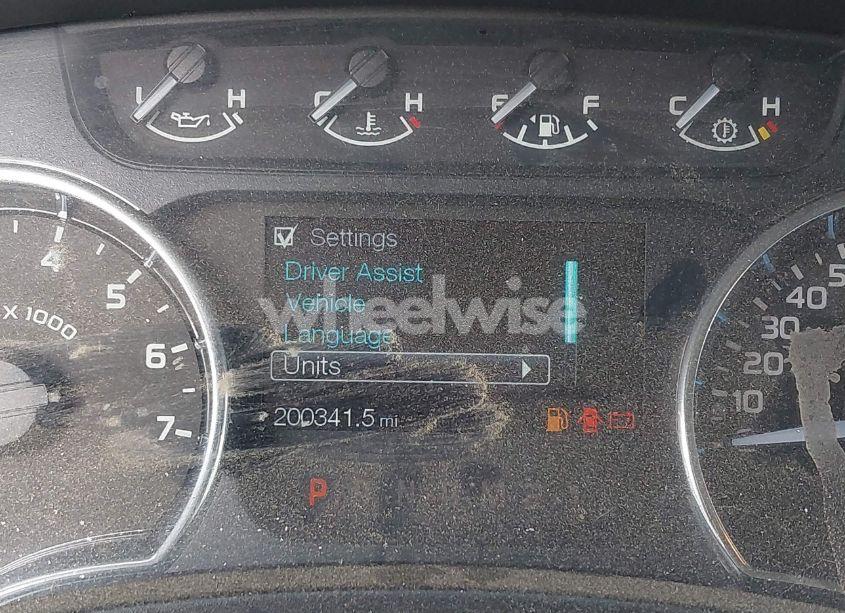 L H C H E F C H
Settings
Driver Assist
Vehicle
Language
Units
200341.5 mi
P
4
5
6
7
X 1000
5
40
30
20
10
wheelwise